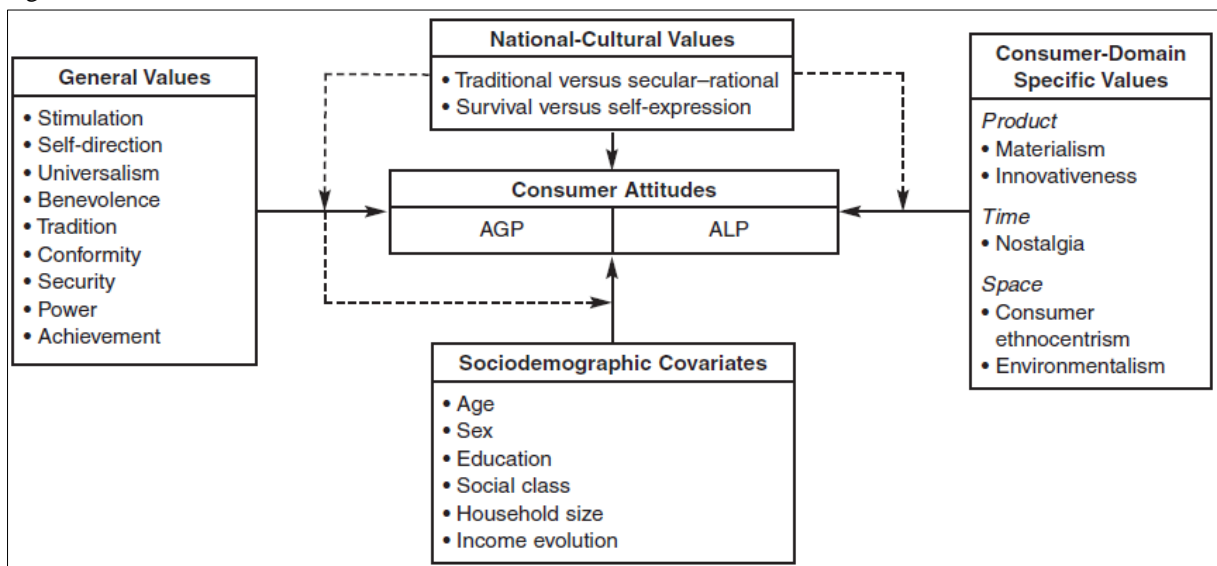 National-Cultural Values
• Traditional versus secular–rational
• Survival versus self-expression
General Values
• Stimulation
• Self-direction
• Universalism
• Benevolence
• Tradition
• Conformity
• Security
• Power
• Achievement
Consumer Attitudes
AGP
ALP
Consumer-Domain
Specific Values
Product
• Materialism
• Innovativeness
Time
• Nostalgia
Space
• Consumer
ethnocentrism
• Environmentalism
Sociodemographic Covariates
• Age
• Sex
• Education
• Social class
• Household size
• Income evolution